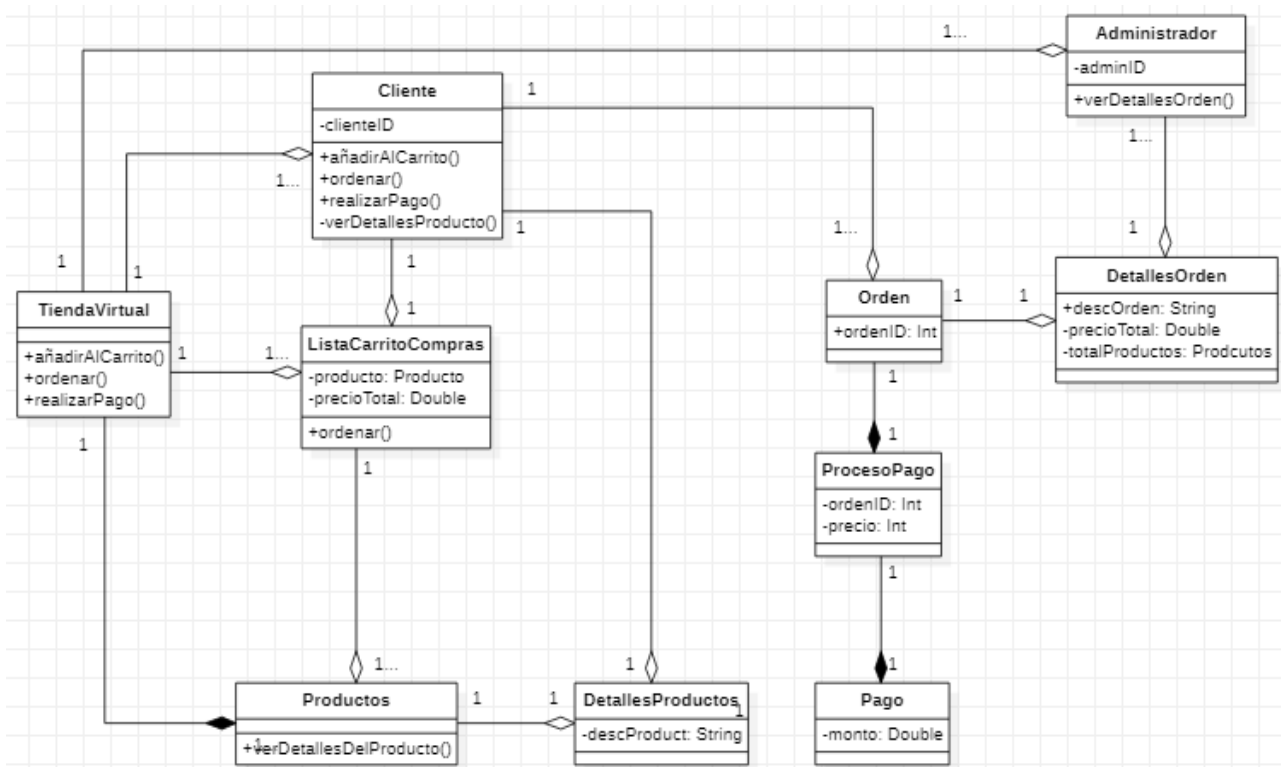 1...
Administrador
-adminID
+verDetallesOrden()
1...
Cliente
-clienteID
+añadirAlCarrito()
+ordenar()
+realizarPago()
-verDetallesProducto()
1
1...
1
1
1...
1
1
1
TiendaVirtual
+añadirAlCarrito()
+ordenar()
+realizarPago()
1
1...
1
1
ListaCarritoCompras
-producto: Producto
-precioTotal: Double
+ordenar()
1
Orden
+ordenID: Int
1
1
1
DetallesOrden
+descOrden: String
-precioTotal: Double
-totalProductos: Prodcutos
1
ProcesoPago
-ordenID: Int
-precio: Int
1
1...
Productos
+verDetallesDelProducto()
1
1
1
1
DetallesProductos
1
-descProduct: String
1
Pago
-monto: Double